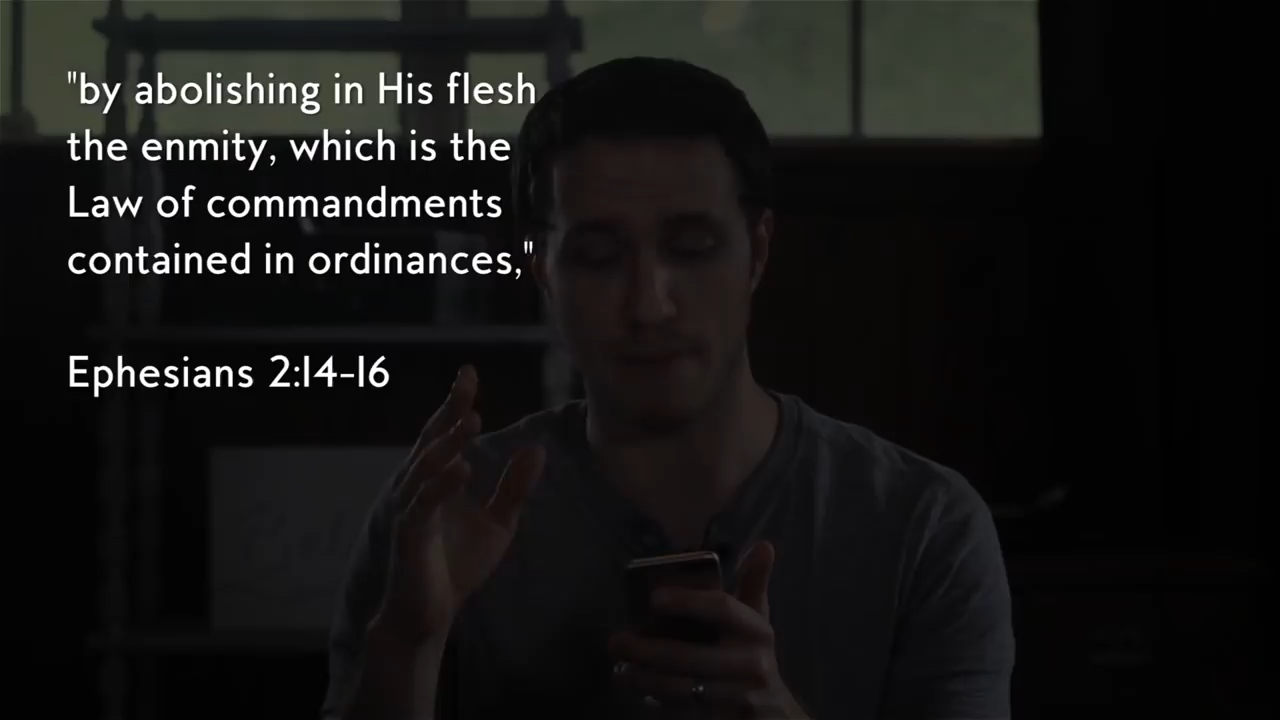 "by abolishing in His flesh
the enmity, which is the
Law of commandments
contained in ordinances,"
Ephesians 2:14-16